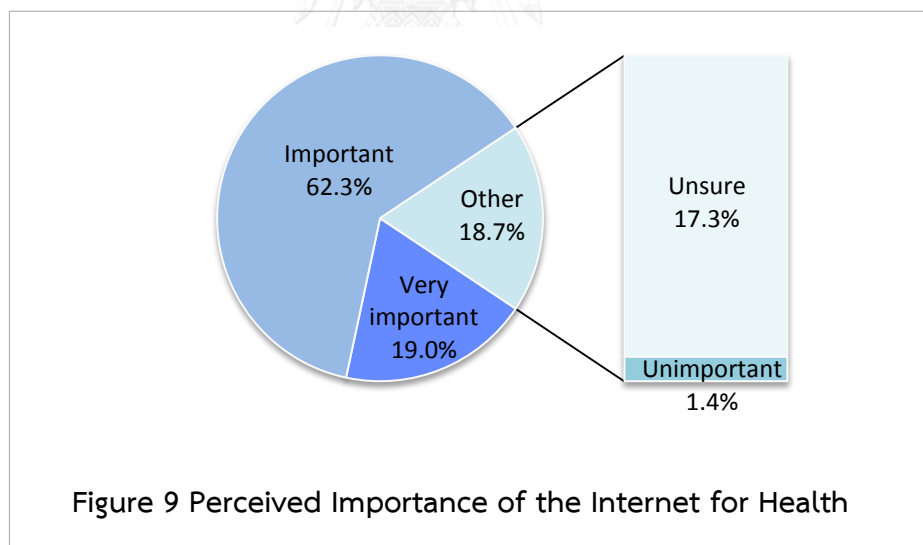 Important
62.3%
Other
18.7%
Very
important
19.0%
Unsure
17.3%
Unimportant
1.4%
Figure 9 Perceived Importance of the Internet for Health